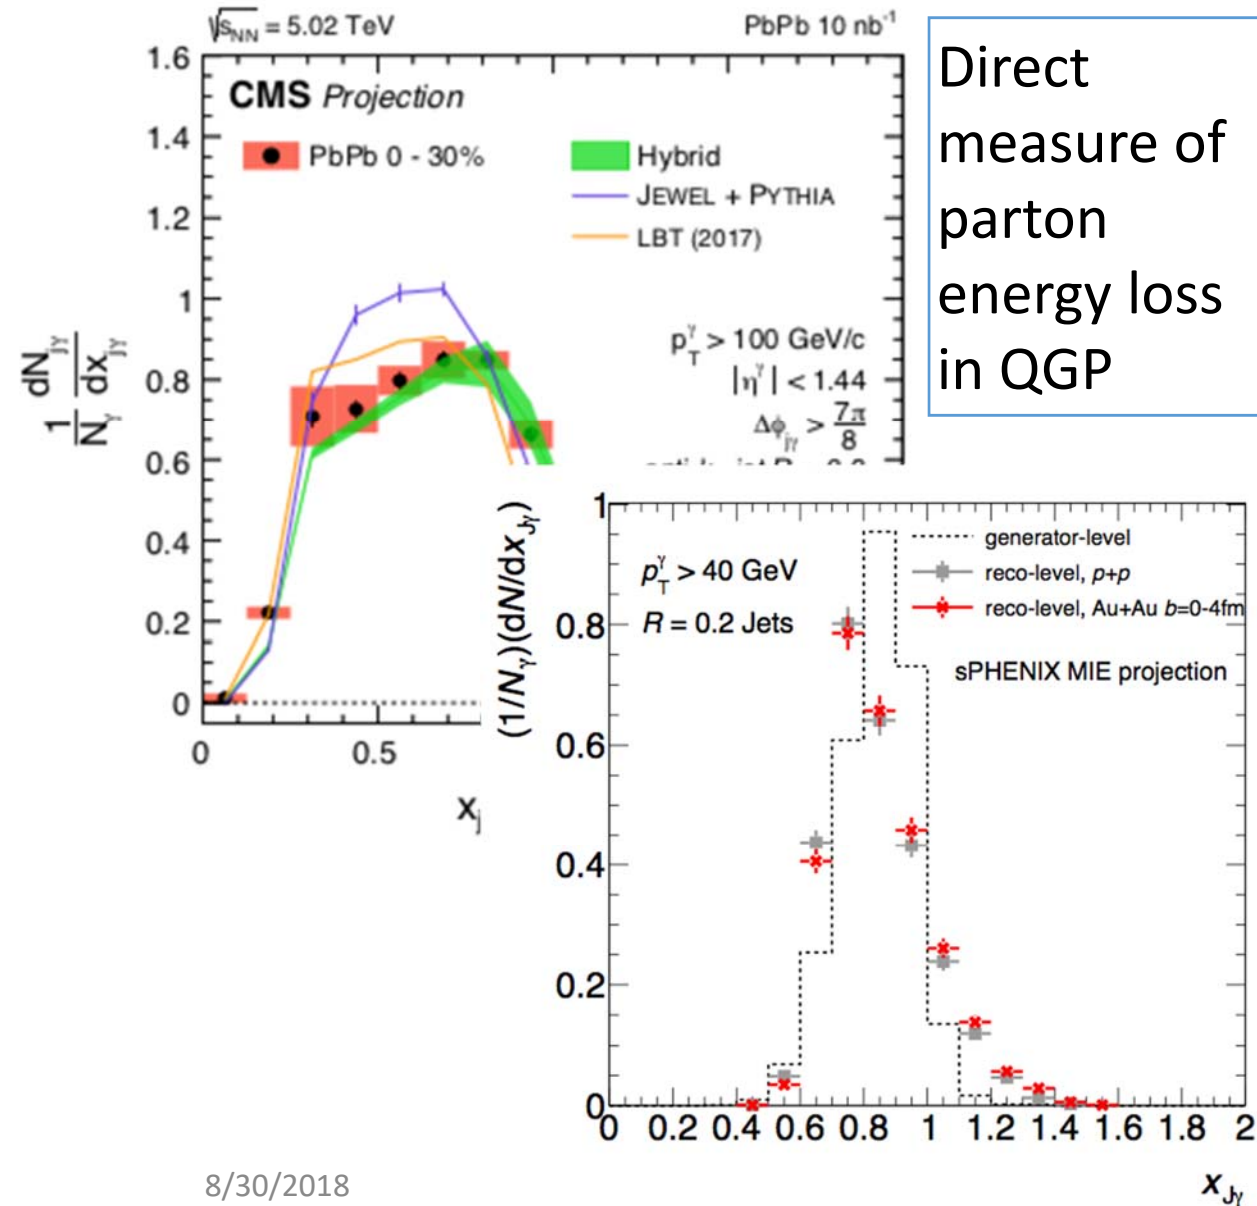 √sNN = 5.02 TeV
PbPb 10 nb-1
CMS Projection
PbPb 0 - 30%
Hybrid
JEWEL + PYTHIA
LBT (2017)
pTγ > 100 GeV/c
|ηγ| < 1.44
Δφjγ > 7π/8
1/Nγ dNjγ/dxjγ
1.6
1.4
1.2
1
0.8
0.6
0.4
0.2
0
0 0.5
xj
Direct
measure of
parton
energy loss
in QGP
(1/Nγ)(dN/dxJγ)
pTγ > 40 GeV
R = 0.2 Jets
generator-level
reco-level, p+p
reco-level, Au+Au b=0-4fm
sPHENIX MIE projection
1
0.8
0.6
0.4
0.2
0
0 0.2 0.4 0.6 0.8 1 1.2 1.4 1.6 1.8 2
xJγ
8/30/2018